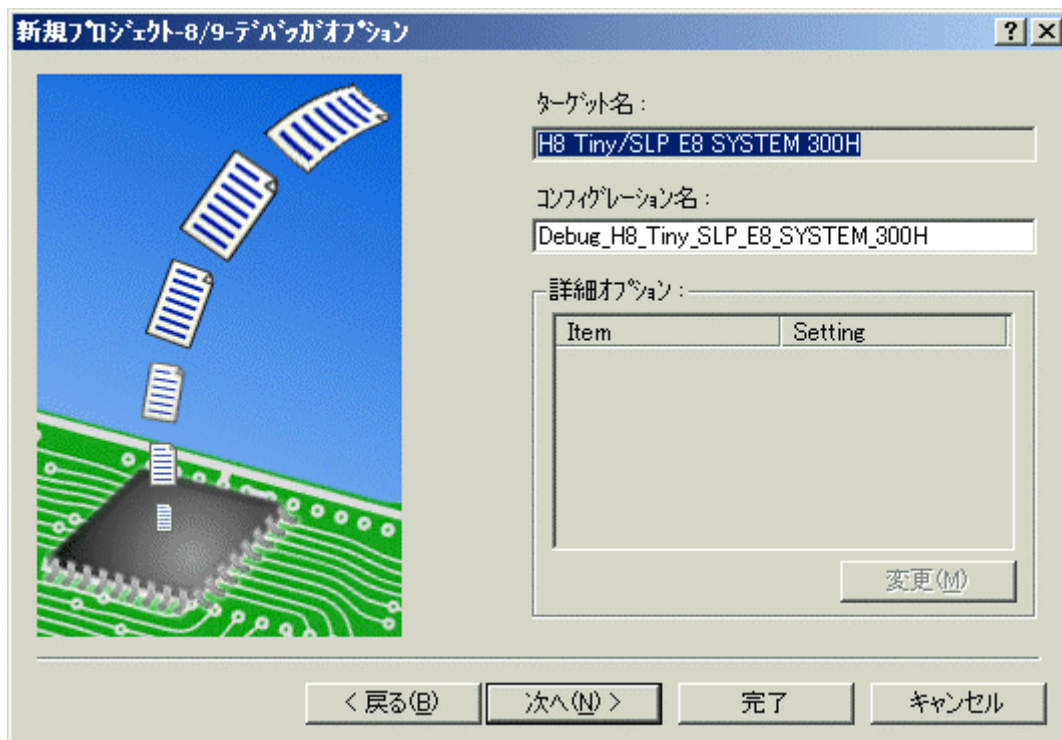 新規ﾌﾟﾛｼﾞｪｸﾄ-8/9-ﾃﾞﾊﾞｯｶﾞｵﾌﾟｼｮﾝ
ﾀｰｹﾞｯﾄ名 :
H8 Tiny/SLP E8 SYSTEM 300H
ｺﾝﾌｨｸﾞﾚｰｼｮﾝ名 :
Debug_H8_Tiny_SLP_E8_SYSTEM_300H
詳細ｵﾌﾟｼｮﾝ :
Item Setting
変更(M)
< 戻る(B) 次へ(N) > 完了 キャンセル